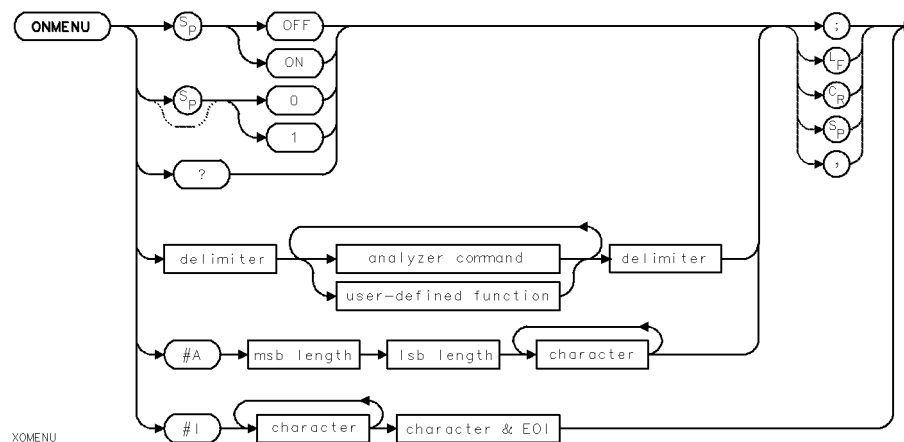 ONMENU
SP
OFF
ON
SP
0
1
?
;
LF
CR
SP
,
delimiter
analyzer command
user-defined function
delimiter
#A
msb length
lsb length
character
#I
character
character & EOI
XOMENU